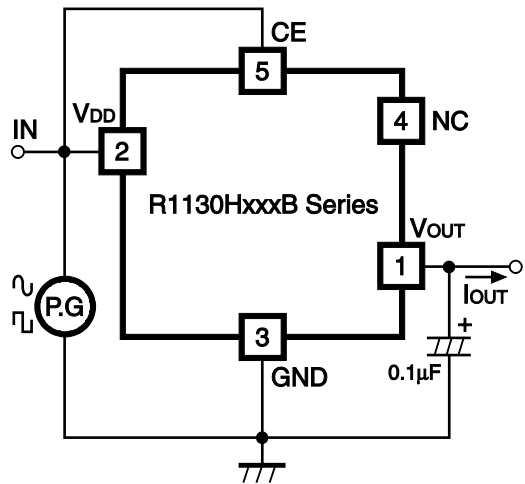 CE
5
VDD
IN
2
4
NC
R1130HxxxB Series
VOUT
1
IOUT
P.G
3
GND
+
0.1μF